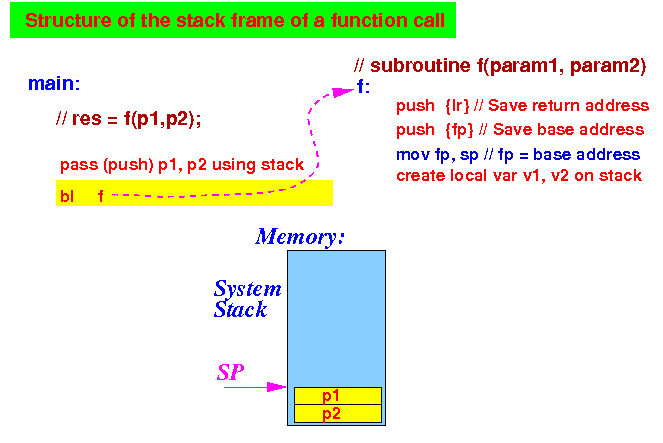 Structure of the stack frame of a function call
// subroutine f(param1, param2)
main:
f:
// res = f(p1,p2);
push {lr} // Save return address
push {fp} // Save base address
mov fp, sp // fp = base address
create local var v1, v2 on stack
pass (push) p1, p2 using stack
bl f
Memory:
System
Stack
SP
p1
p2